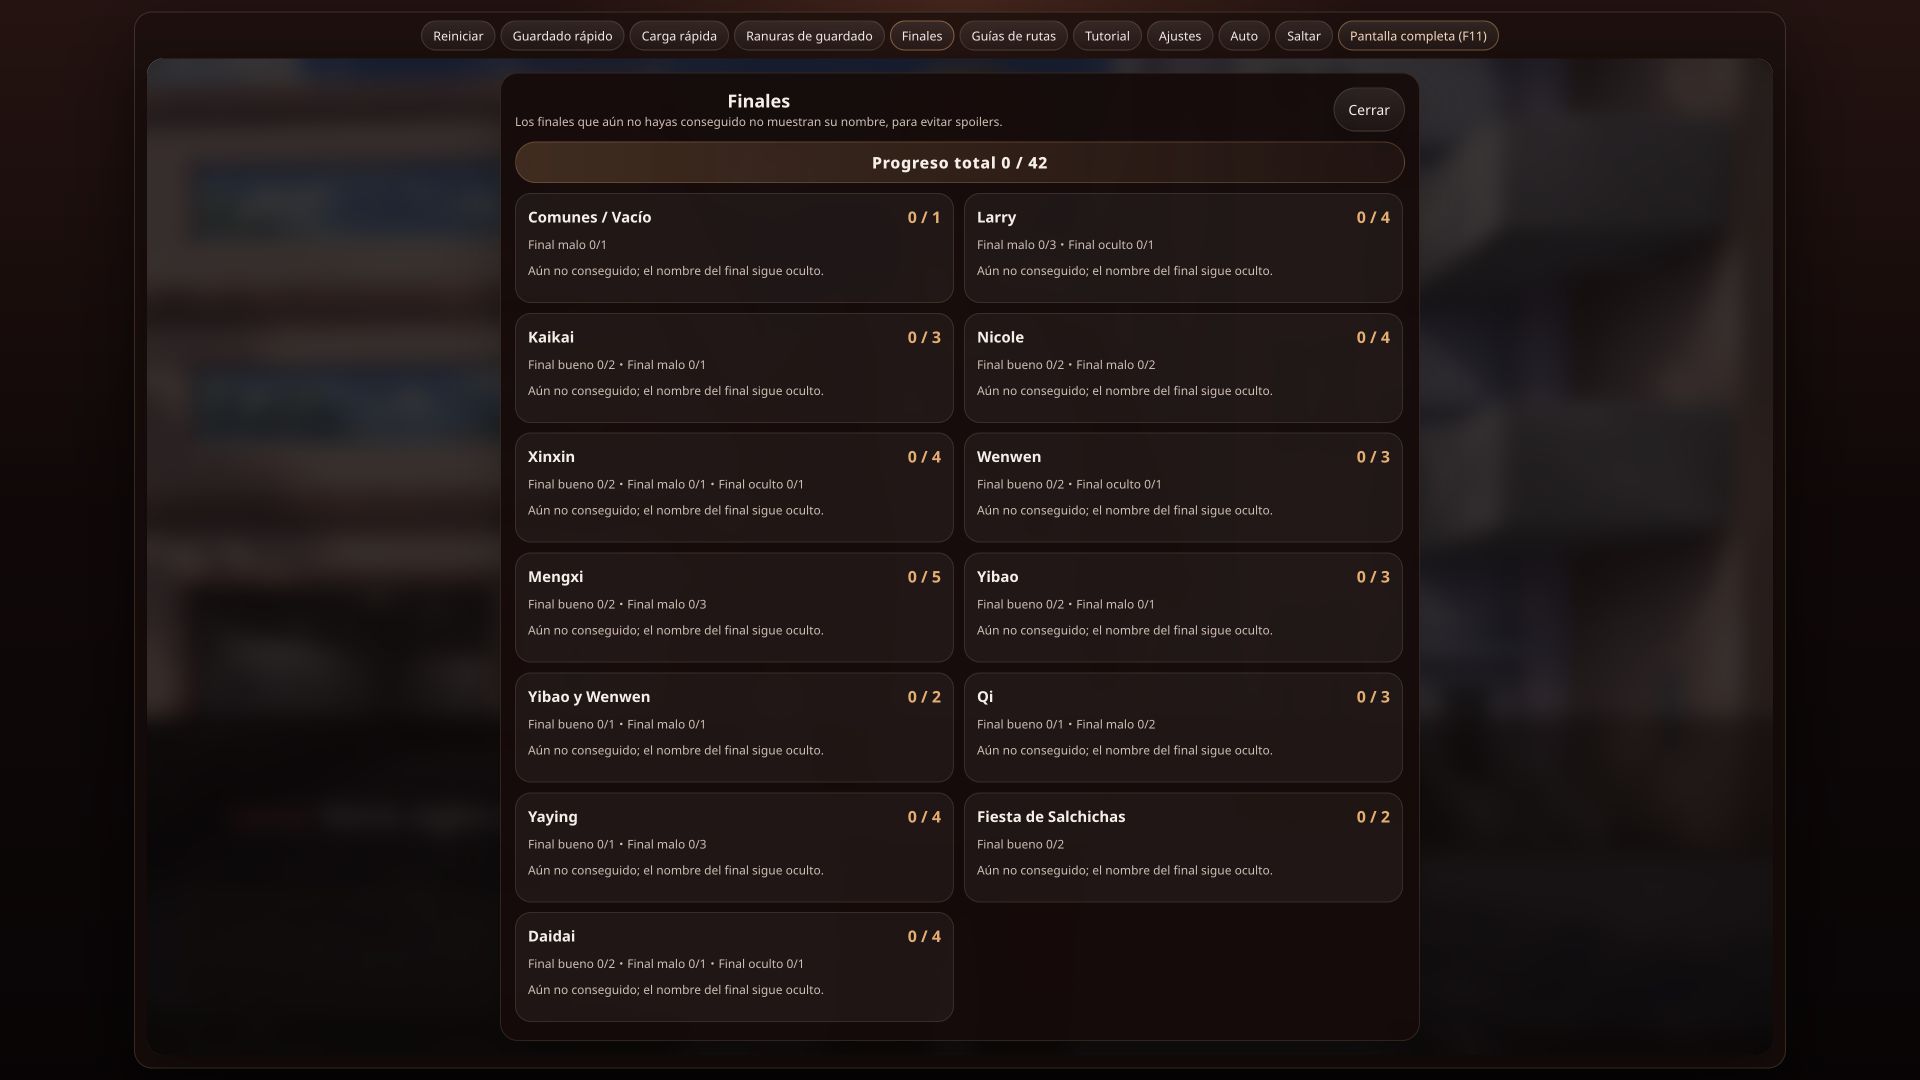 Reiniciar
Guardado rápido
Carga rápida
Ranuras de guardado
Finales
Guías de rutas
Tutorial
Ajustes
Auto
Saltar
Pantalla completa (F11)
Finales
Los finales que aún no hayas conseguido no muestran su nombre, para evitar spoilers.
Cerrar
Progreso total 0 / 42
Comunes / Vacío 0 / 1
Final malo 0/1
Aún no conseguido; el nombre del final sigue oculto.
Larry 0 / 4
Final malo 0/3 • Final oculto 0/1
Aún no conseguido; el nombre del final sigue oculto.
Kaikai 0 / 3
Final bueno 0/2 • Final malo 0/1
Aún no conseguido; el nombre del final sigue oculto.
Nicole 0 / 4
Final bueno 0/2 • Final malo 0/2
Aún no conseguido; el nombre del final sigue oculto.
Xinxin 0 / 4
Final bueno 0/2 • Final malo 0/1 • Final oculto 0/1
Aún no conseguido; el nombre del final sigue oculto.
Wenwen 0 / 3
Final bueno 0/2 • Final oculto 0/1
Aún no conseguido; el nombre del final sigue oculto.
Mengxi 0 / 5
Final bueno 0/2 • Final malo 0/3
Aún no conseguido; el nombre del final sigue oculto.
Yibao 0 / 3
Final bueno 0/2 • Final malo 0/1
Aún no conseguido; el nombre del final sigue oculto.
Yibao y Wenwen 0 / 2
Final bueno 0/1 • Final malo 0/1
Aún no conseguido; el nombre del final sigue oculto.
Qi 0 / 3
Final bueno 0/1 • Final malo 0/2
Aún no conseguido; el nombre del final sigue oculto.
Yaying 0 / 4
Final bueno 0/1 • Final malo 0/3
Aún no conseguido; el nombre del final sigue oculto.
Fiesta de Salchichas 0 / 2
Final bueno 0/2
Aún no conseguido; el nombre del final sigue oculto.
Daidai 0 / 4
Final bueno 0/2 • Final malo 0/1 • Final oculto 0/1
Aún no conseguido; el nombre del final sigue oculto.